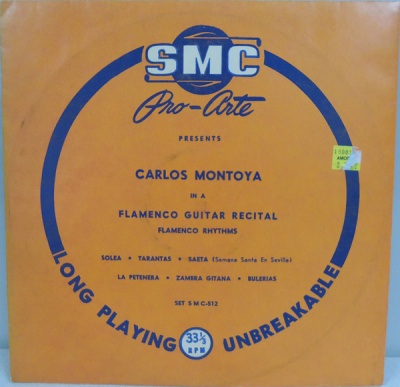 SMC
Pro-Arte
PRESENTS
CARLOS MONTOYA
IN A
FLAMENCO GUITAR RECITAL
FLAMENCO RHYTHMS
SOLEA • TARANTAS • SAETA (Semana Santa En Sevilla)
LA PETENERA • ZAMBRA GITANA • BULERIAS
SET S M C-512
LONG PLAYING 33⅓ RPM UNBREAKABLE